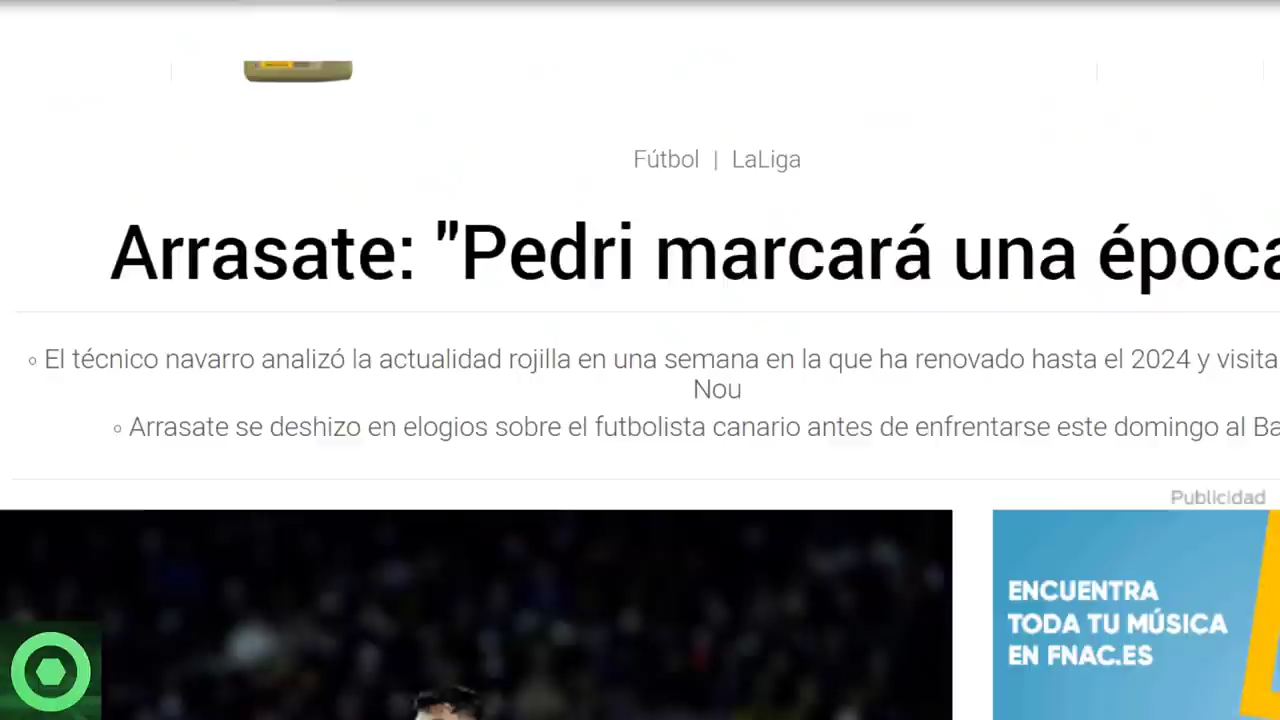 Fútbol | LaLiga
Arrasate: "Pedri marcará una época
◦ El técnico navarro analizó la actualidad rojilla en una semana en la que ha renovado hasta el 2024 y visita
Nou
◦ Arrasate se deshizo en elogios sobre el futbolista canario antes de enfrentarse este domingo al Ba
Publicidad
ENCUENTRA
TODA TU MÚSICA
EN FNAC.ES